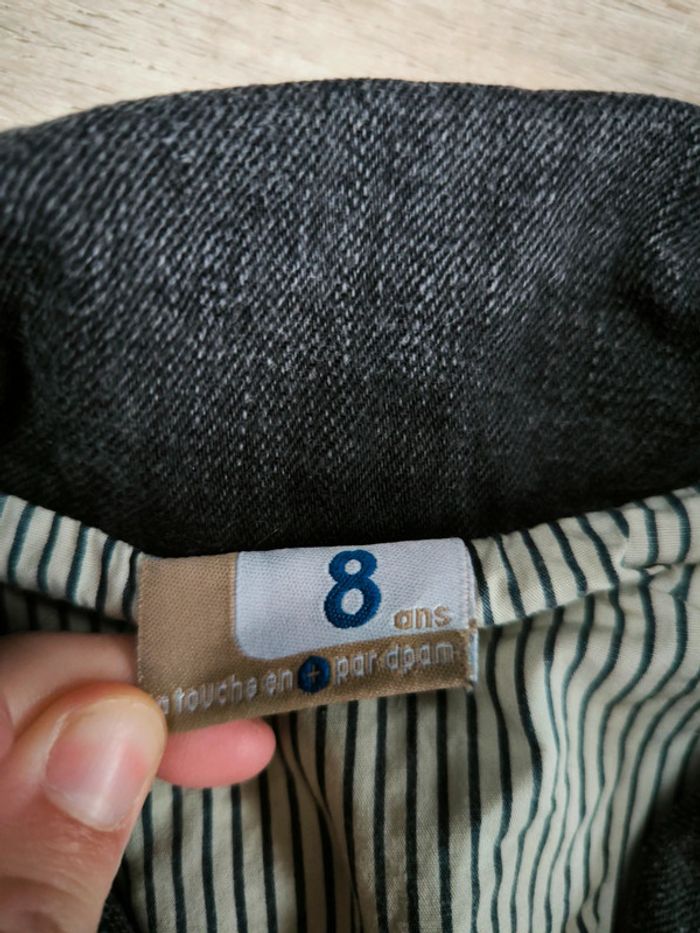 8
ans
a touche en + par dpam